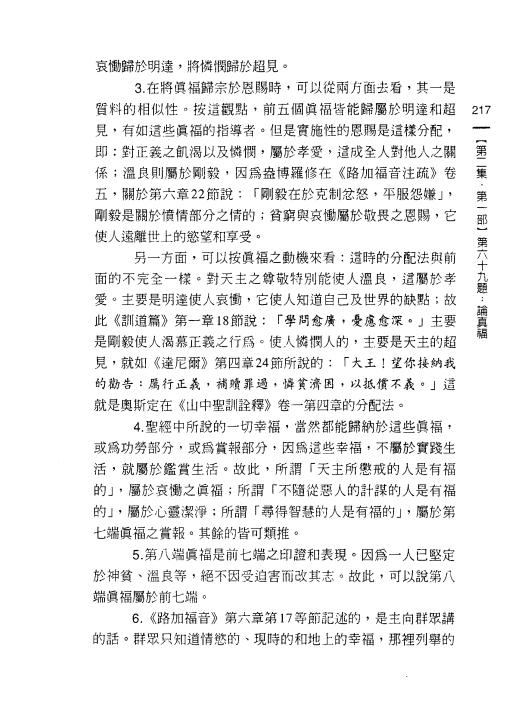 哀慟歸於明達，將憐憫歸於超見。
3.在將眞福歸宗於恩賜時，可以從兩方面去看，其一是
質料的相似性。按這觀點，前五個眞福皆能歸屬於明達和超
見，有如這些眞福的指導者。但是實施性的恩賜是這樣分配，
即：對正義之飢渴以及憐憫，屬於孝愛，這成全人對他人之關
係；溫良則屬於剛毅，因爲盎博羅修在《路加福音注疏》卷
五，關於第六章22節說：「剛毅在於克制忿怒，平服怨嫌」，
剛毅是關於憤情部分之情的；貧窮與哀慟屬於敬畏之恩賜，它
使人遠離世上的慾望和享受。
另一方面，可以按眞福之動機來看：這時的分配法與前
面的不完全一樣。對天主之尊敬特別能使人溫良，這屬於孝
愛。主要是明達使人哀慟，它使人知道自己及世界的缺點；故
此《訓道篇》第一章18節說：「學問愈廣，憂慮愈深。」主要
是剛毅使人渴慕正義之行爲。使人憐憫人的，主要是天主的超
見，就如《達尼爾》第四章24節所說的：「大王！望你接納我
的勸告：厲行正義，補贖罪過，憐貧濟困，以抵償不義。」這
就是奧斯定在《山中聖訓詮釋》卷一第四章的分配法。
4.聖經中所說的一切幸福，當然都能歸納於這些眞福，
或爲功勞部分，或爲賞報部分，因爲這些幸福，不屬於實踐生
活，就屬於鑑賞生活。故此，所謂「天主所懲戒的人是有福
的」，屬於哀慟之眞福；所謂「不隨從惡人的計謀的人是有福
的」，屬於心靈潔淨；所謂「尋得智慧的人是有福的」，屬於第
七端眞福之賞報。其餘的皆可類推。
5.第八端眞福是前七端之印證和表現。因爲一人已堅定
於神貧、溫良等，絕不因受迫害而改其志。故此，可以說第八
端眞福屬於前七端。
6.《路加福音》第六章第17等節記述的，是主向群眾講
的話。群眾只知道情慾的、現時的和地上的幸福，那裡列舉的
217
【第二集．第一部】第六十九題：論真福